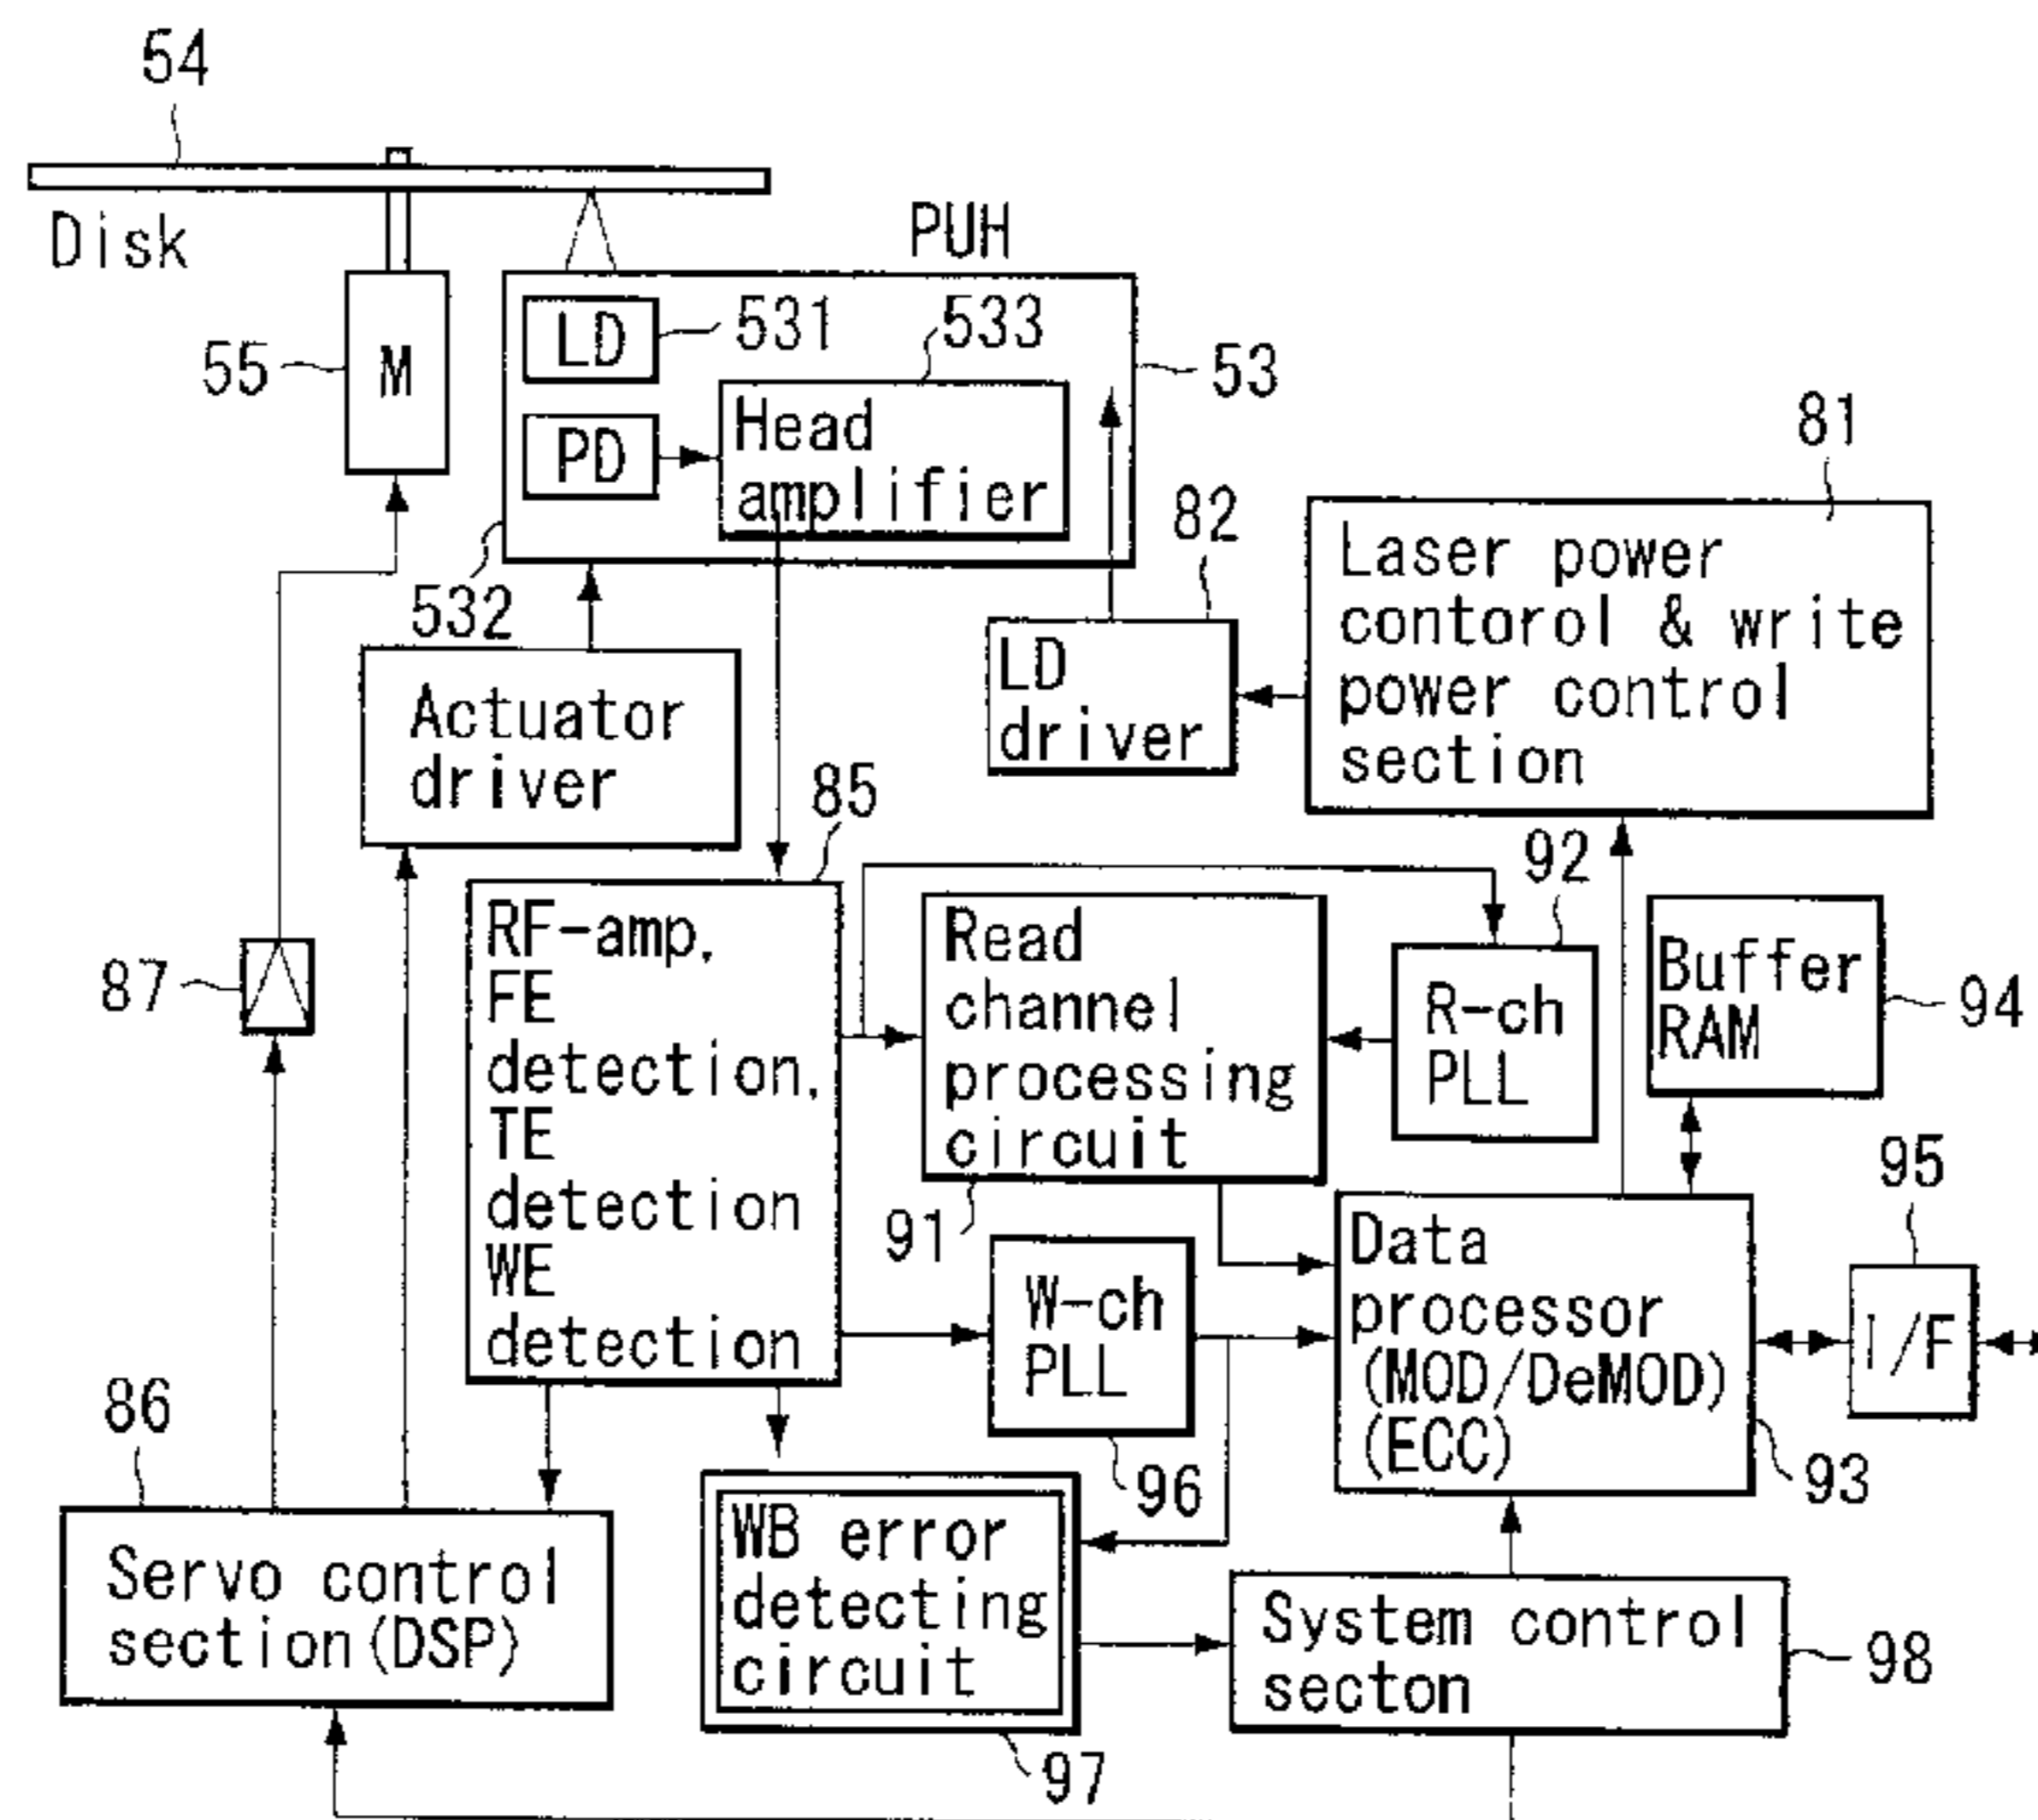 54
Disk
PUH
LD
531
533
53
55
M
PD
Head
amplifier
81
82
532
Laser power
contorol & write
power control
section
LD
driver
Actuator
driver
85
92
RF-amp,
FE
detection,
TE
detection
WE
detection
Read
channel
processing
circuit
R-ch
PLL
Buffer
RAM
94
87
91
95
W-ch
PLL
Data
processor
(MOD/DeMOD)
(ECC)
I/F
86
96
93
Servo control
section(DSP)
WB error
detecting
circuit
System control
secton
98
97